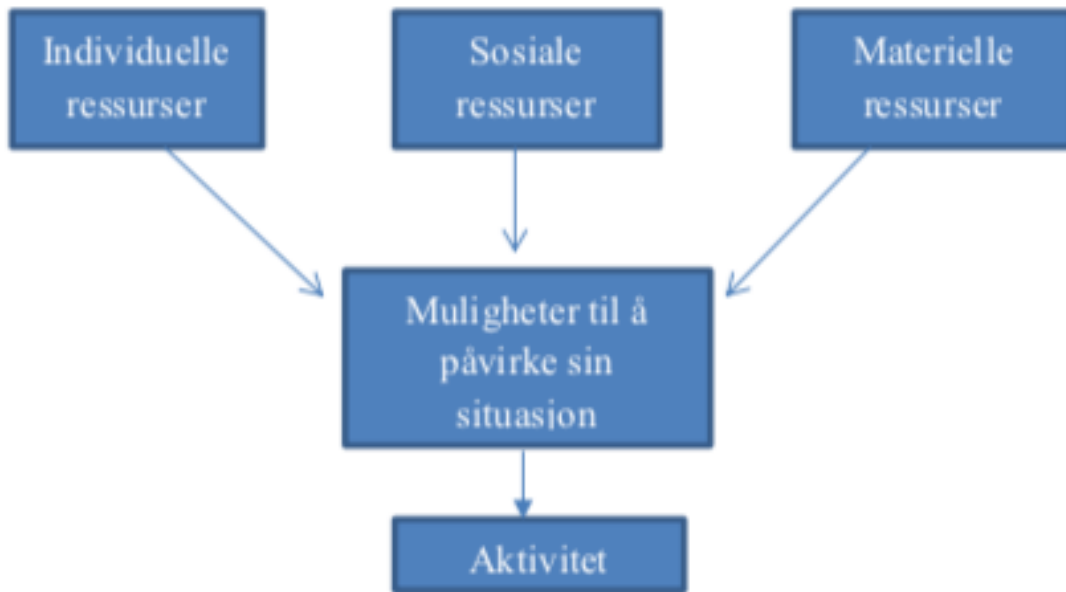 Individuelle
ressurser
Sosiale
ressurser
Materielle
ressurser
Muligheter til å
påvirke sin
situasjon
Aktivitet